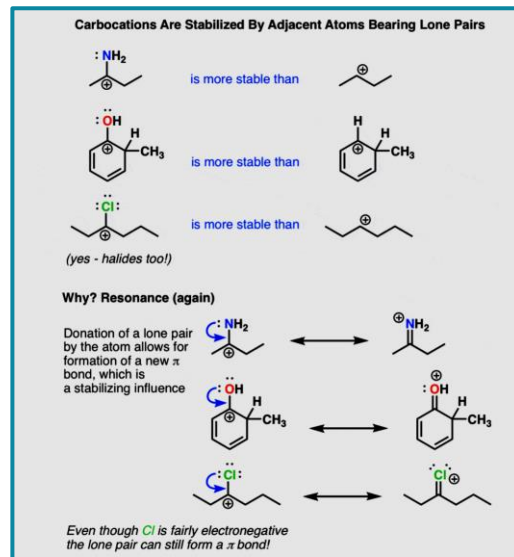 Carbocations Are Stabilized By Adjacent Atoms Bearing Lone Pairs
:NH2
⊕
is more stable than
⊕
:OH
H
⊕
CH3
is more stable than
H
H
⊕
CH3
:Cl:
⊕
is more stable than
⊕
(yes - halides too!)
Why? Resonance (again)
Donation of a lone pair
by the atom allows for
formation of a new π
bond, which is
a stabilizing influence
:NH2
⊕
⊕
NH2
:OH
H
⊕
CH3
⊕
:OH
H
CH3
:Cl:
⊕
Cl ⊕
Even though Cl is fairly electronegative
the lone pair can still form a π bond!